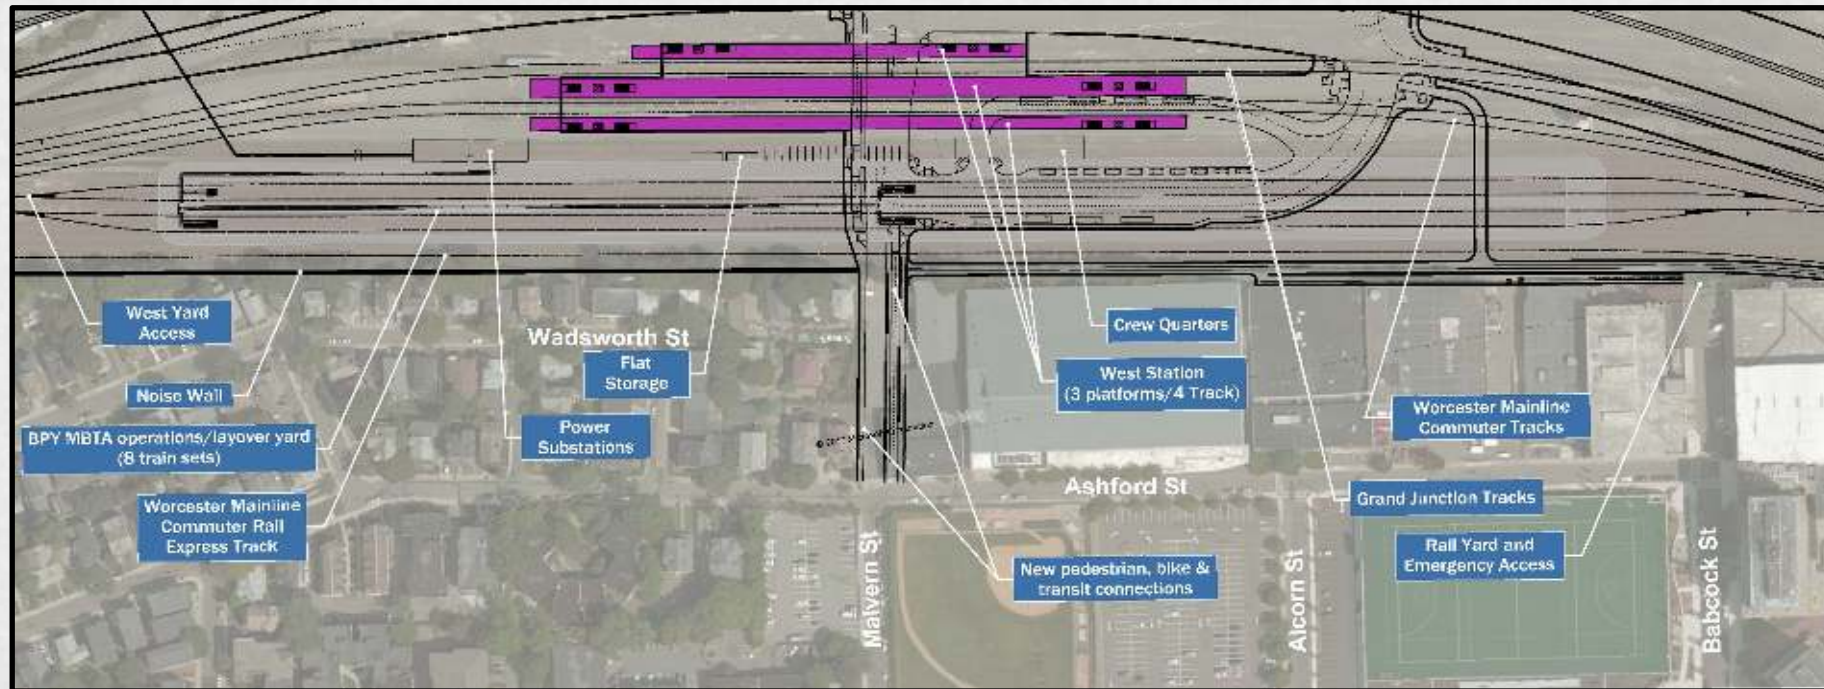 West Yard
Access
Wadsworth St
Flat
Storage
Crew Quarters
Noise Wall
West Station
(3 platforms/4 Track)
Worcester Mainline
Commuter Tracks
BPY MBTA operations/layover yard
(8 train sets)
Power
Substations
Ashford St
Grand Junction Tracks
Worcester Mainline
Commuter Rail
Express Track
Rail Yard and
Emergency Access
New pedestrian, bike &
transit connections
Malvern St
Alcorn St
Babcock St